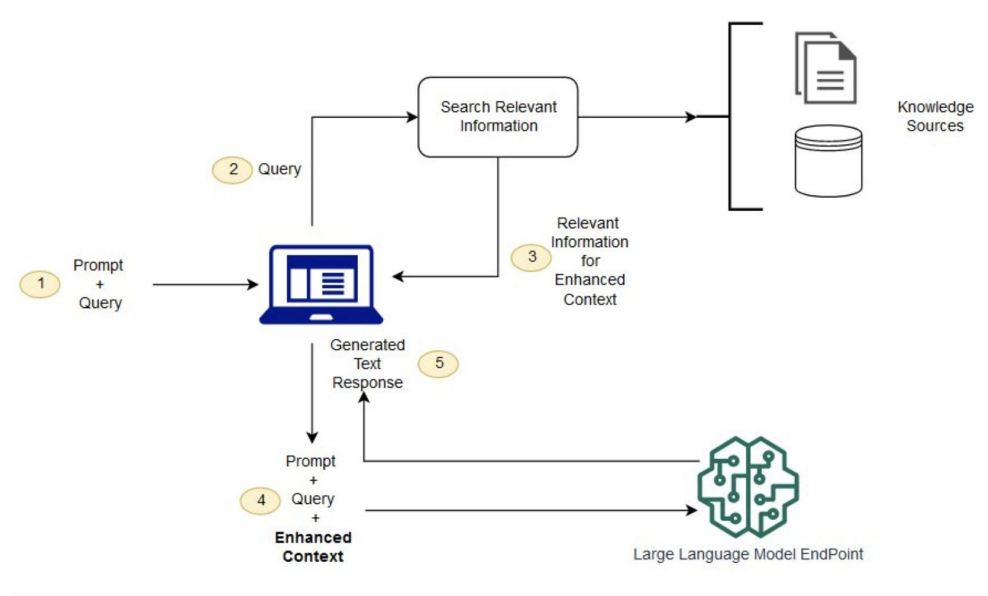 Search Relevant
Information
Knowledge
Sources
2 Query
Relevant
Information
for
Enhanced
Context
3
1
Prompt
+
Query
Generated
Text
Response
5
Prompt
+
Query
+
Enhanced
Context
4
Large Language Model EndPoint